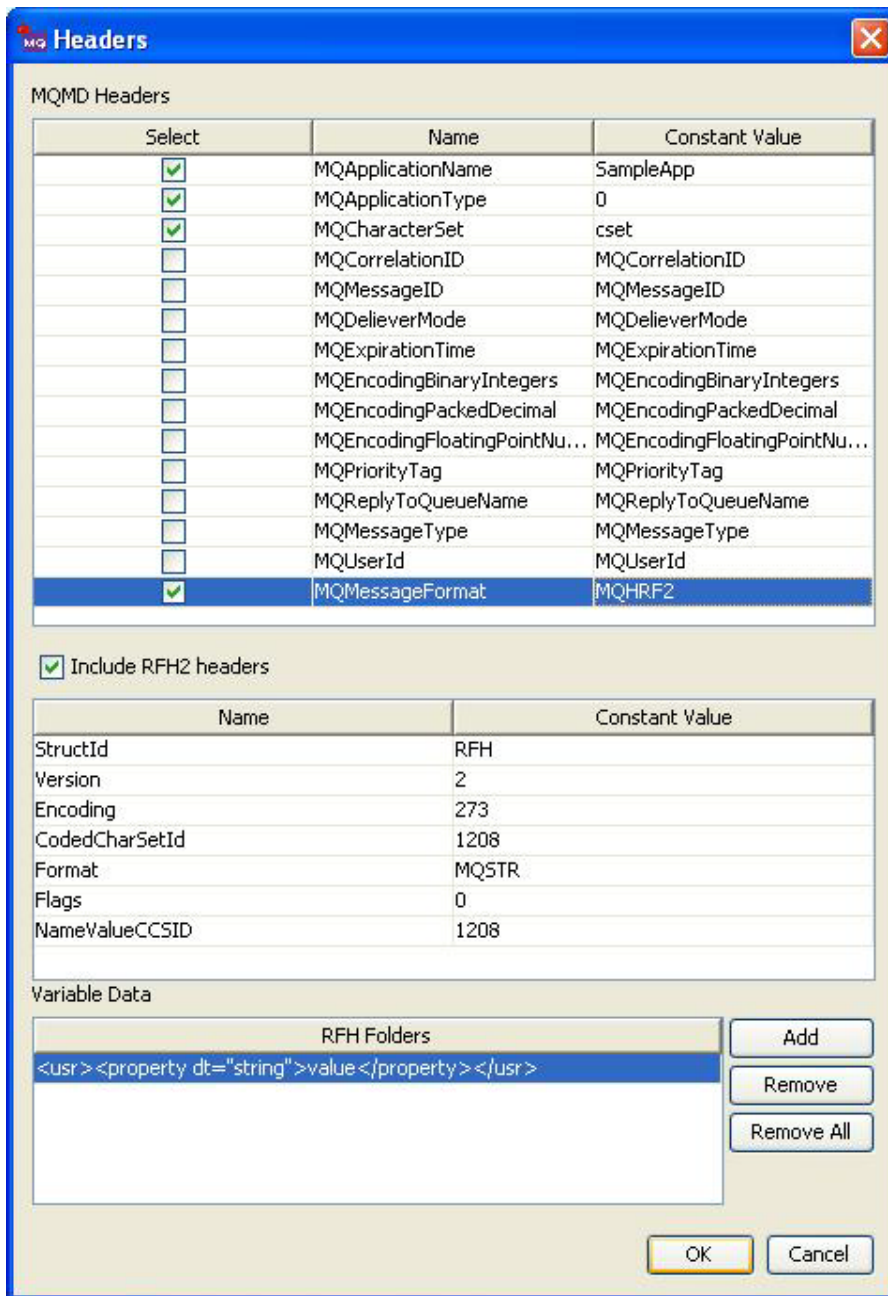 MQ Headers
MQMD Headers
Select Name Constant Value
MQApplicationName SampleApp
MQApplicationType 0
MQCharacterSet cset
MQCorrelationID MQCorrelationID
MQMessageID MQMessageID
MQDelieverMode MQDelieverMode
MQExpirationTime MQExpirationTime
MQEncodingBinaryIntegers MQEncodingBinaryIntegers
MQEncodingPackedDecimal MQEncodingPackedDecimal
MQEncodingFloatingPointNu... MQEncodingFloatingPointNu...
MQPriorityTag MQPriorityTag
MQReplyToQueueName MQReplyToQueueName
MQMessageType MQMessageType
MQUserId MQUserId
MQMessageFormat MQHRF2
Include RFH2 headers
Name Constant Value
StructId RFH
Version 2
Encoding 273
CodedCharSetId 1208
Format MQSTR
Flags 0
NameValueCCSID 1208
Variable Data
RFH Folders
<usr><property dt="string">value</property></usr>
Add
Remove
Remove All
OK Cancel